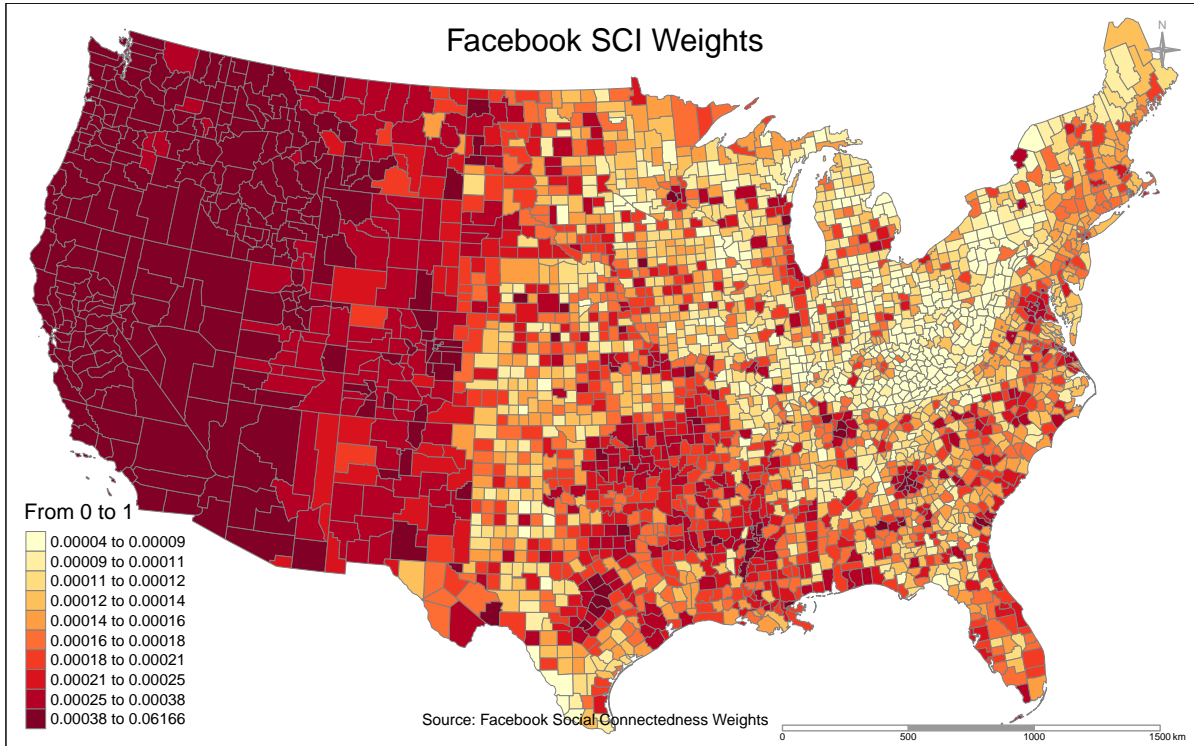 Facebook SCI Weights
N
From 0 to 1
0.00004 to 0.00009
0.00009 to 0.00011
0.00011 to 0.00012
0.00012 to 0.00014
0.00014 to 0.00016
0.00016 to 0.00018
0.00018 to 0.00021
0.00021 to 0.00025
0.00025 to 0.00038
0.00038 to 0.06166
Source: Facebook Social Connectedness Weights
0 500 1000 1500 km